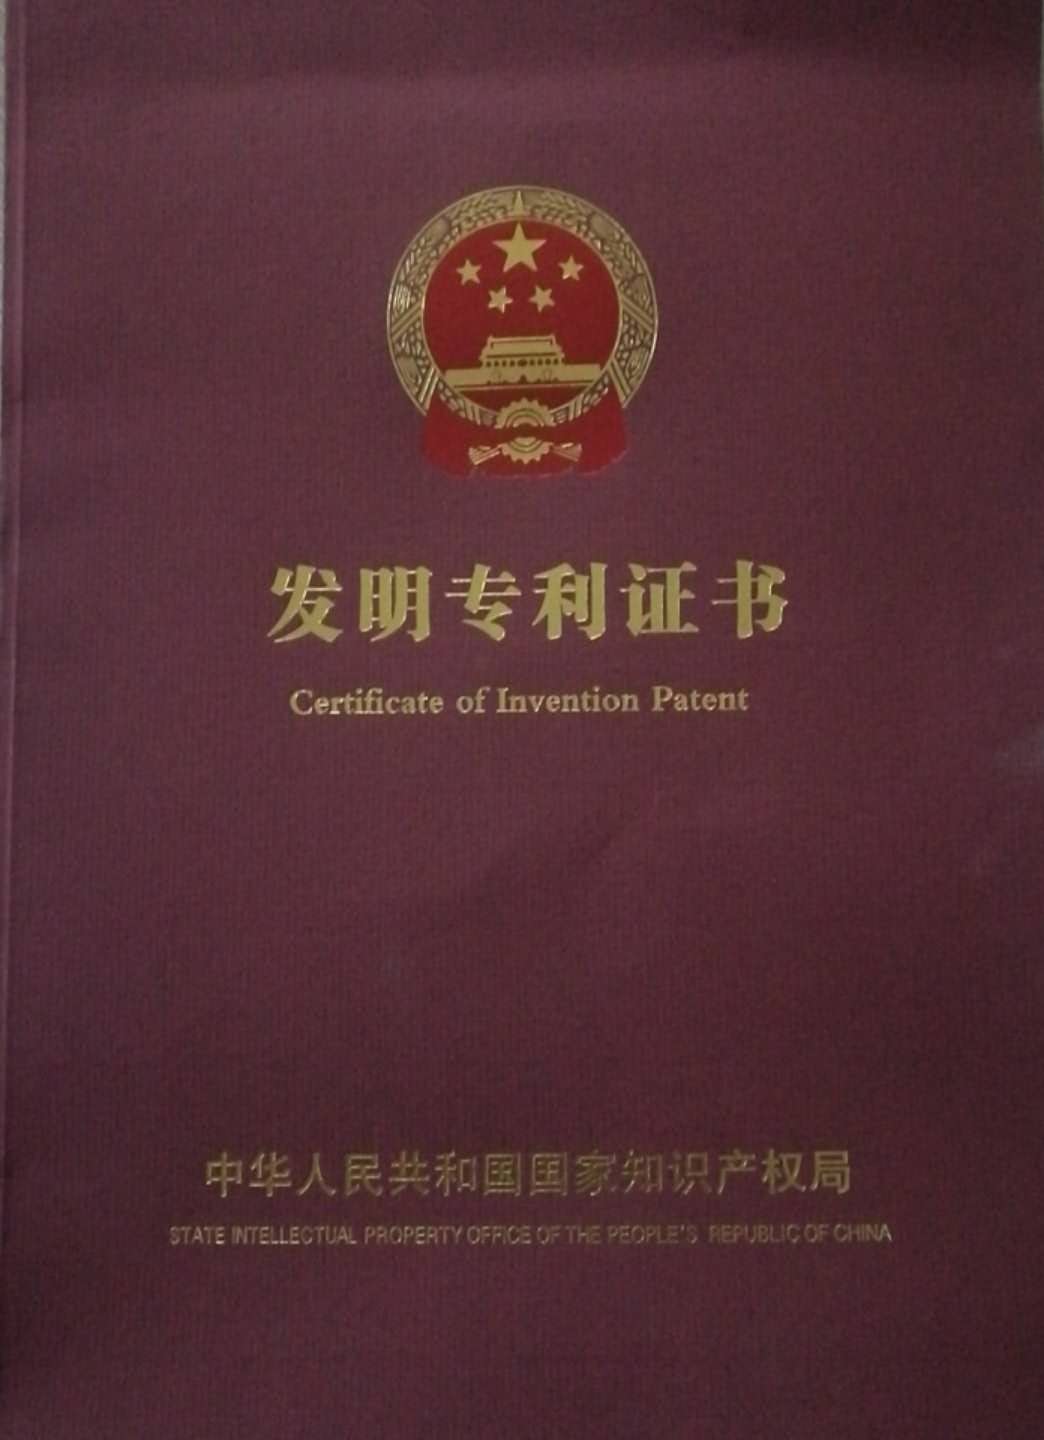 发明专利证书
Certificate of Invention Patent
中华人民共和国国家知识产权局
STATE INTELLECTUAL PROPERTY OFFICE OF THE PEOPLE'S REPUBLIC OF CHINA